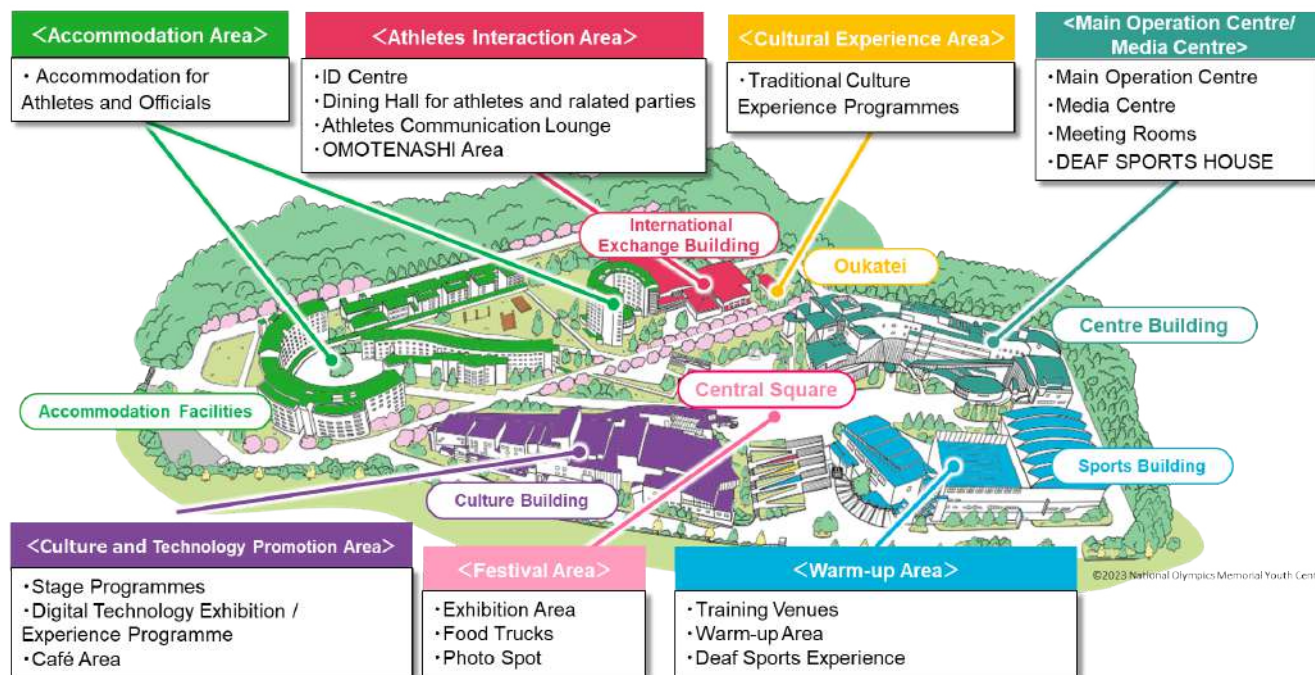 <Accommodation Area>
・Accommodation for
Athletes and Officials
<Athletes Interaction Area>
・ID Centre
・Dining Hall for athletes and ralated parties
・Athletes Communication Lounge
・OMOTENASHI Area
<Cultural Experience Area>
・Traditional Culture
Experience Programmes
<Main Operation Centre/
Media Centre>
・Main Operation Centre
・Media Centre
・Meeting Rooms
・DEAF SPORTS HOUSE
International
Exchange Building
Oukatei
Centre Building
Central Square
Accommodation Facilities
Sports Building
Culture Building
<Culture and Technology Promotion Area>
・Stage Programmes
・Digital Technology Exhibition /
Experience Programme
・Café Area
<Festival Area>
・Exhibition Area
・Food Trucks
・Photo Spot
<Warm-up Area>
・Training Venues
・Warm-up Area
・Deaf Sports Experience
©2023 National Olympics Memorial Youth Cent